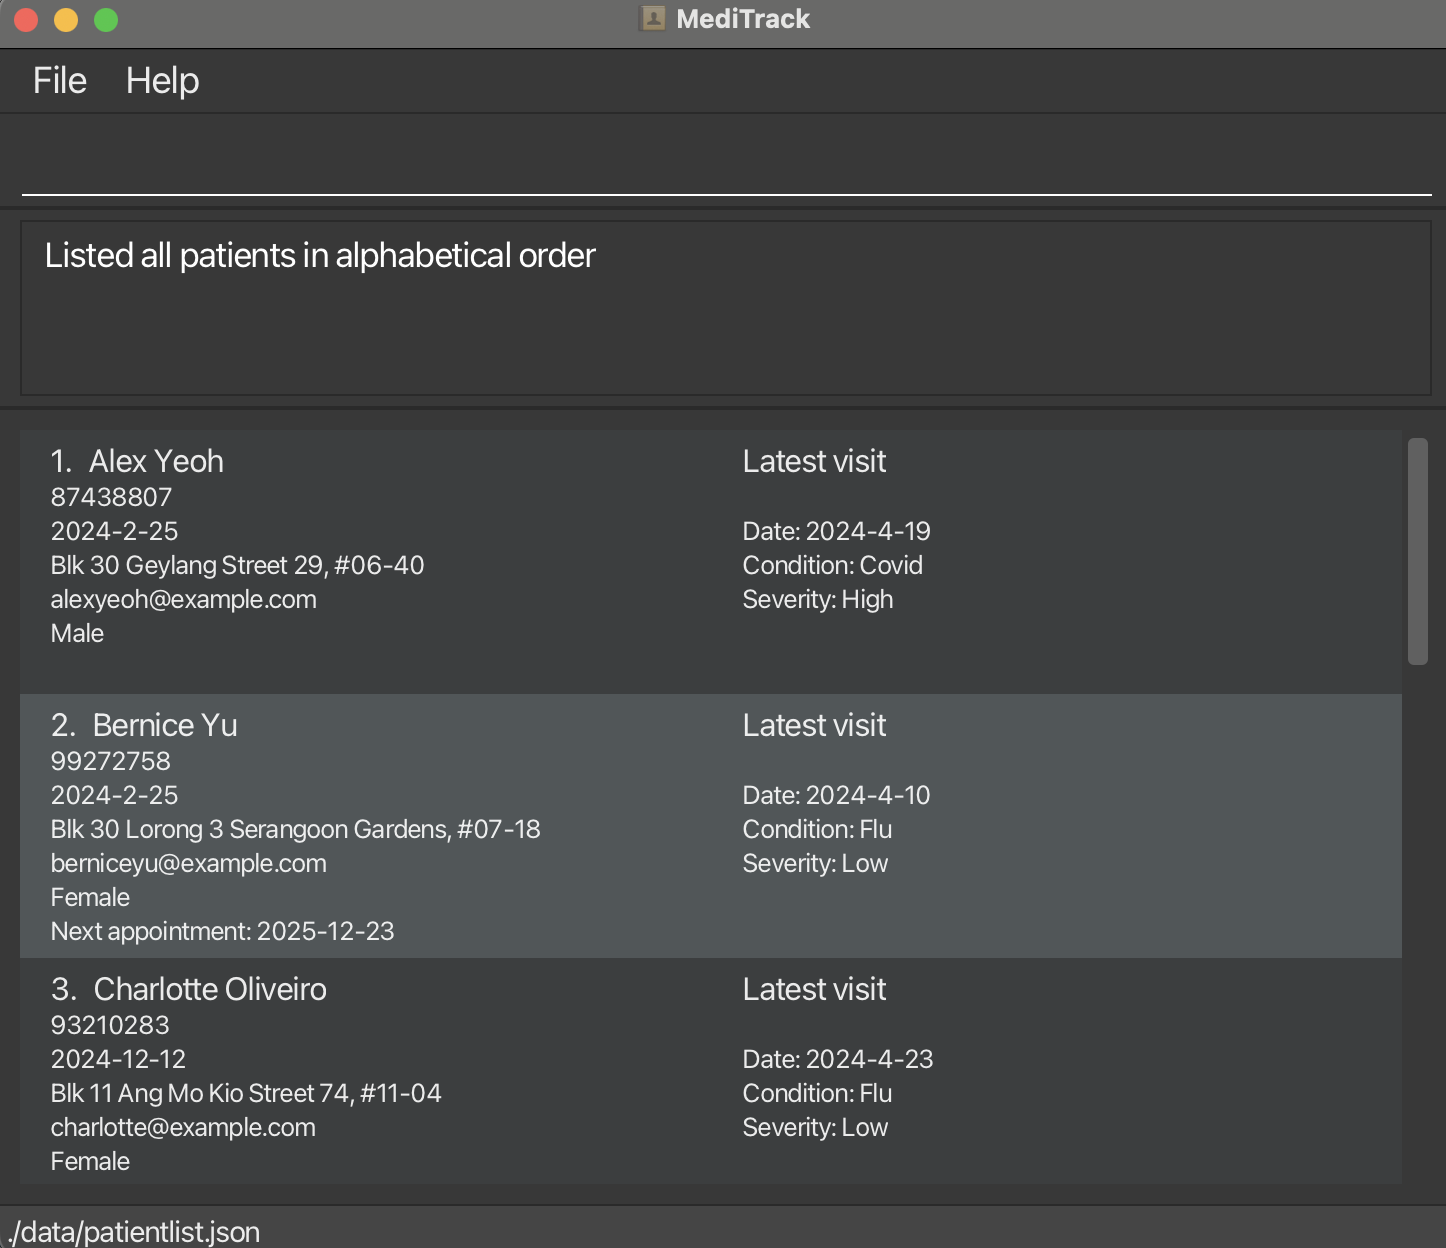 MediTrack
File Help
Listed all patients in alphabetical order
1. Alex Yeoh
87438807
2024-2-25
Blk 30 Geylang Street 29, #06-40
alexyeoh@example.com
Male
Latest visit
Date: 2024-4-19
Condition: Covid
Severity: High
2. Bernice Yu
99272758
2024-2-25
Blk 30 Lorong 3 Serangoon Gardens, #07-18
berniceyu@example.com
Female
Next appointment: 2025-12-23
Latest visit
Date: 2024-4-10
Condition: Flu
Severity: Low
3. Charlotte Oliveiro
93210283
2024-12-12
Blk 11 Ang Mo Kio Street 74, #11-04
charlotte@example.com
Female
Latest visit
Date: 2024-4-23
Condition: Flu
Severity: Low
./data/patientlist.json